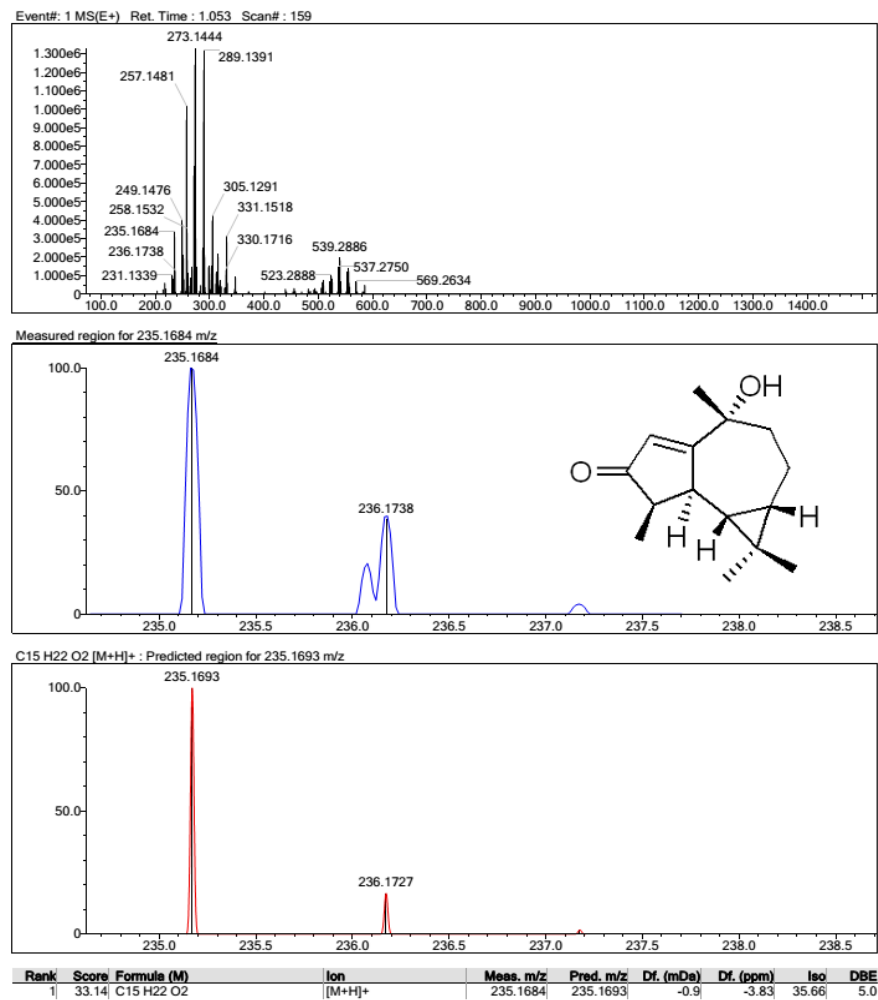 Event#: 1 MS(E+) Ret. Time : 1.053 Scan# : 159
273.1444
289.1391
257.1481
1.300e6
1.200e6
1.100e6
1.000e6
9.000e5
8.000e5
7.000e5
6.000e5
5.000e5
4.000e5
3.000e5
2.000e5
1.000e5
0
249.1476
258.1532
235.1684
236.1738
231.1339
305.1291
331.1518
330.1716
539.2886
537.2750
523.2888
569.2634
100.0 200.0 300.0 400.0 500.0 600.0 700.0 800.0 900.0 1000.0 1100.0 1200.0 1300.0 1400.0
Measured region for 235.1684 m/z
235.1684
100.0
50.0
0
236.1738
OH
O
H
H
H
235.0 235.5 236.0 236.5 237.0 237.5 238.0 238.5
C15 H22 O2 [M+H]+ : Predicted region for 235.1693 m/z
235.1693
100.0
50.0
0
236.1727
235.0 235.5 236.0 236.5 237.0 237.5 238.0 238.5
Rank Score Formula (M) Ion Meas. m/z Pred. m/z Df. (mDa) Df. (ppm) Iso DBE
1 33.14 C15 H22 O2 [M+H]+ 235.1684 235.1693 -0.9 -3.83 35.66 5.0